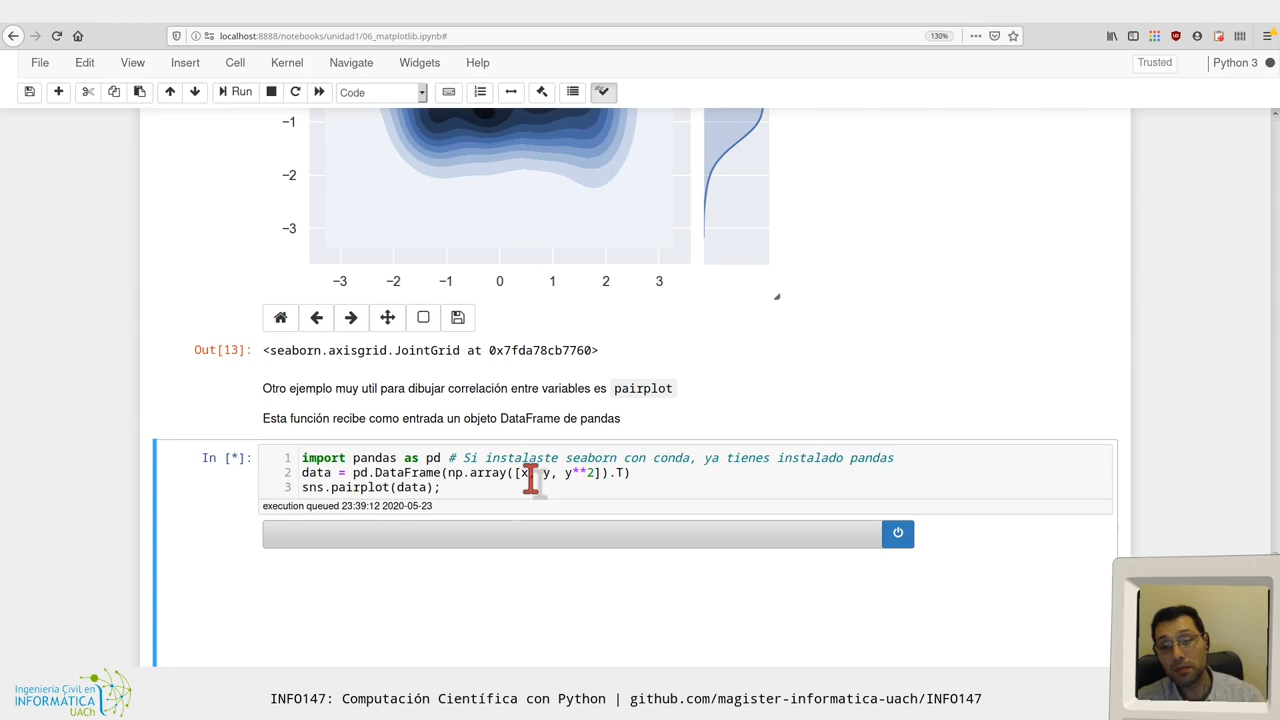 localhost:8888/notebooks/unidad1/06_matplotlib.ipynb#
130%
File Edit View Insert Cell Kernel Navigate Widgets Help
Trusted
Python 3
Run
Code
−1
−2
−3
−3 −2 −1 0 1 2 3
Out[13]: <seaborn.axisgrid.JointGrid at 0x7fda78cb7760>
Otro ejemplo muy util para dibujar correlación entre variables es pairplot
Esta función recibe como entrada un objeto DataFrame de pandas
In [*]: 1 import pandas as pd # Si instalaste seaborn con conda, ya tienes instalado pandas
2 data = pd.DataFrame(np.array([x, y, y**2]).T)
3 sns.pairplot(data);
execution queued 23:39:12 2020-05-23
Ingeniería Civil en
INFORMÁTICA
UACh
INFO147: Computación Científica con Python | github.com/magister-informatica-uach/INFO147